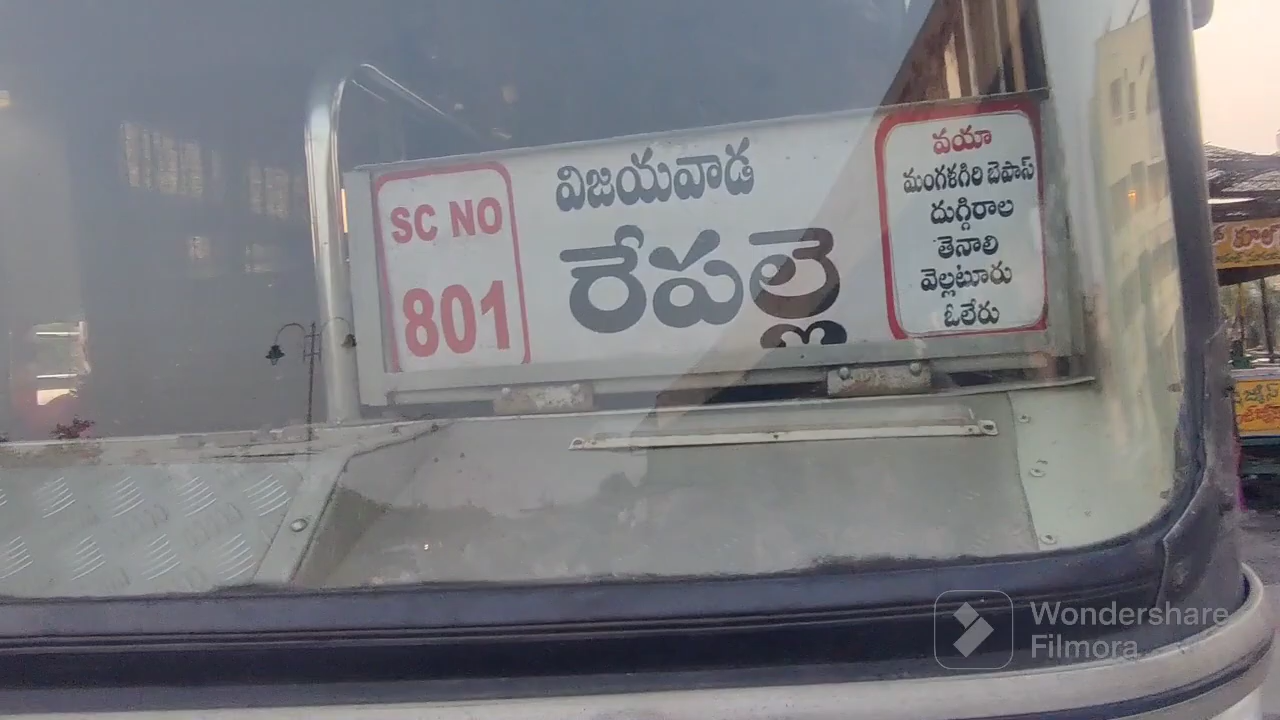 SC NO
801
విజయవాడ
రేపల్లె
వయా
మంగళగిరి బైపాస్
దుగ్గిరాల
తెనాలి
వెల్లటూరు
ఓలేరు
Wondershare
Filmora